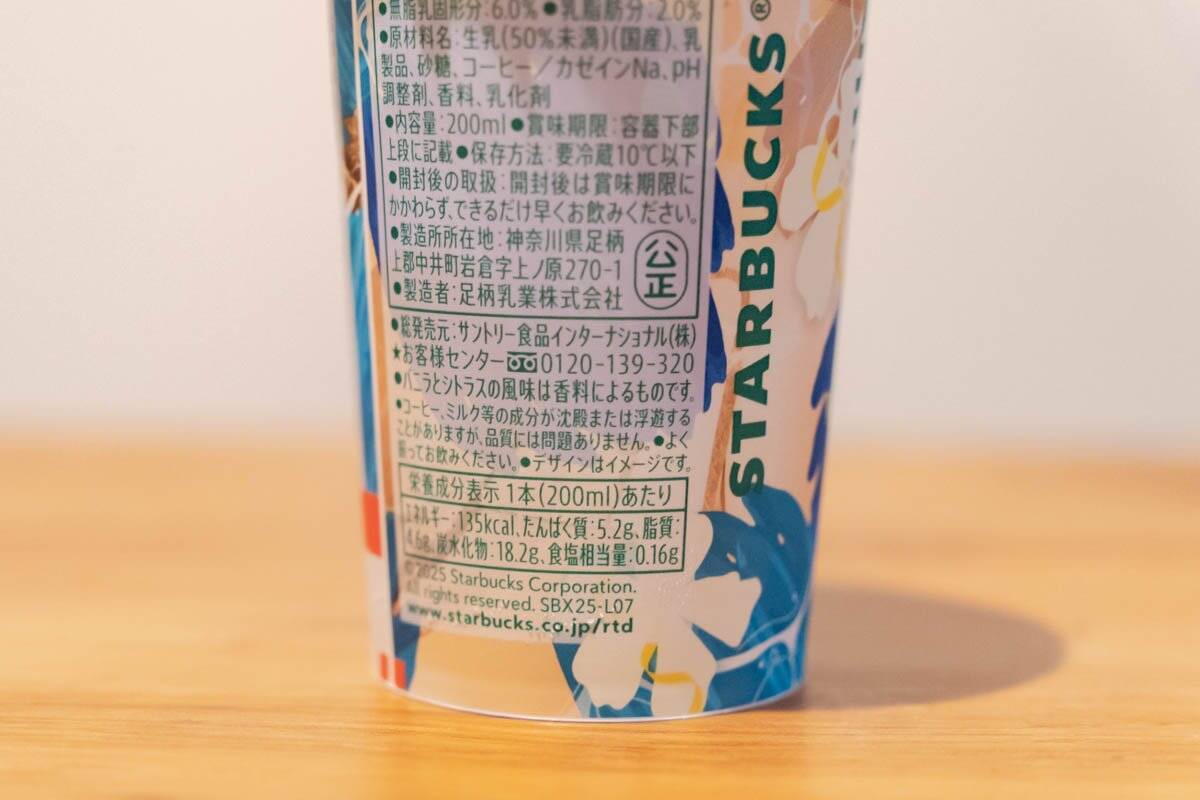 ●無脂乳固形分：6.0%●乳脂肪分：2.0%
●原材料名：生乳(50%未満)(国産)、乳
製品、砂糖、コーヒー／カゼインNa、pH
調整剤、香料、乳化剤
●内容量：200ml●賞味期限：容器下部
上段に記載●保存方法：要冷蔵10℃以下
●開封後の取扱：開封後は賞味期限に
かかわらず、できるだけ早くお飲みください。
●製造所所在地：神奈川県足柄
上郡中井町岩倉字上ノ原270-1
●製造者：足柄乳業株式会社
公正
●総発売元：サントリー食品インターナショナル(株)
★お客様センター 0120-139-320
●バニラとシトラスの風味は香料によるものです。
●コーヒー、ミルク等の成分が沈殿または浮遊する
ことがありますが、品質には問題ありません。●よく
振ってお飲みください。●デザインはイメージです。
栄養成分表示 1本(200ml)あたり
エネルギー：135kcal、たんぱく質：5.2g、脂質：
4.6g、炭水化物：18.2g、食塩相当量：0.16g
©2025 Starbucks Corporation.
All rights reserved. SBX25-L07
www.starbucks.co.jp/rtd
STARBUCKS®